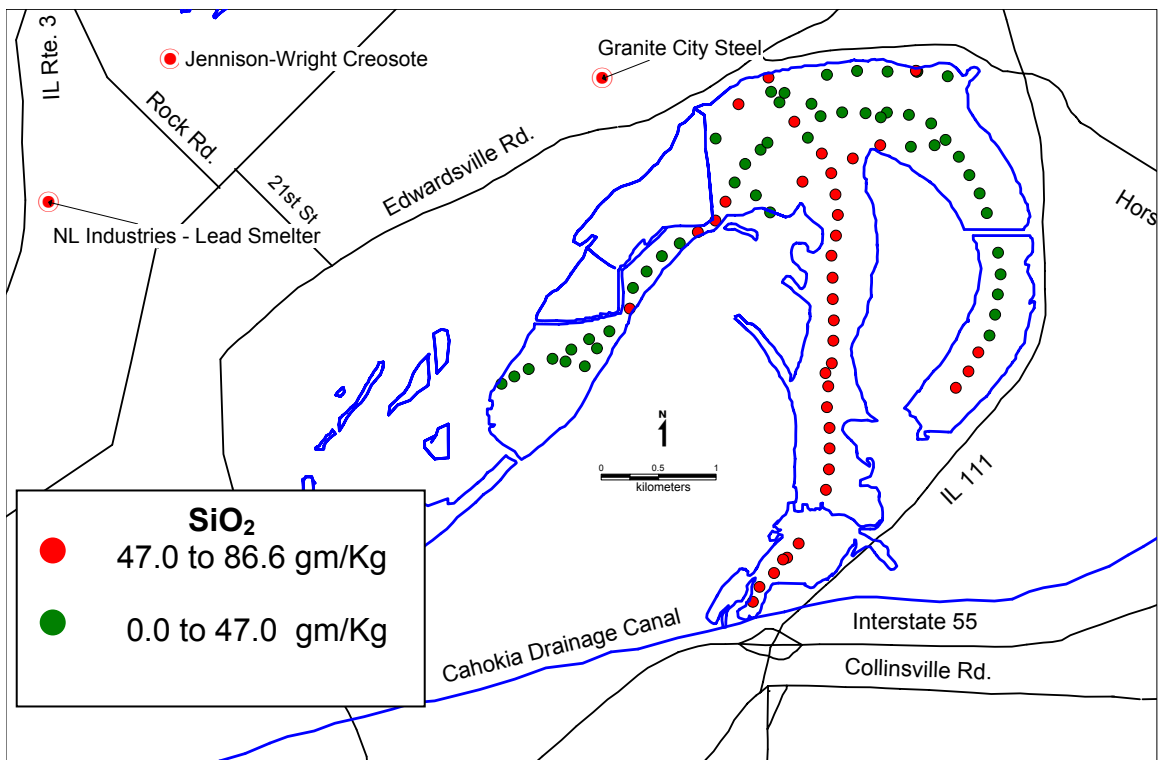 IL Rte. 3
Jennison-Wright Creosote
Granite City Steel
Rock Rd.
Edwardsville Rd.
21st St
Hors
NL Industries - Lead Smelter
N
0 0.5 1
kilometers
IL 111
SiO₂
47.0 to 86.6 gm/Kg
0.0 to 47.0 gm/Kg
Cahokia Drainage Canal
Interstate 55
Collinsville Rd.